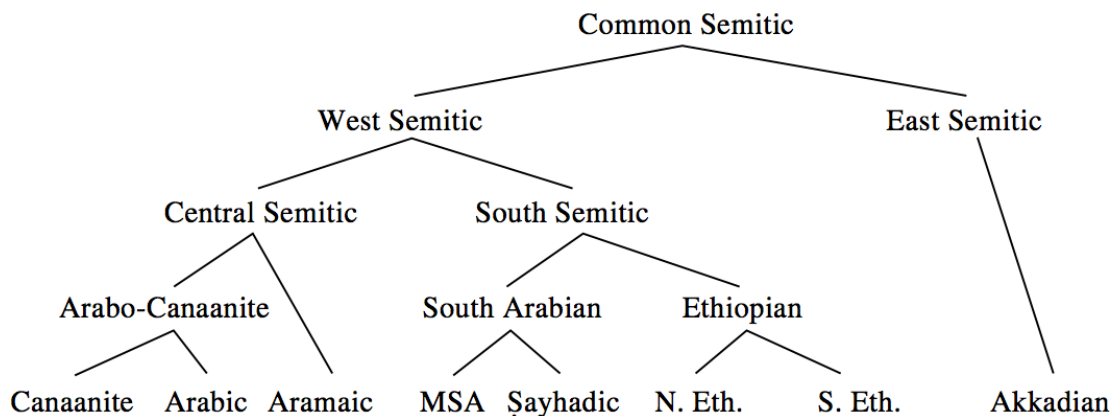 Common Semitic
West Semitic East Semitic
Central Semitic South Semitic
Arabo-Canaanite South Arabian Ethiopian
Canaanite Arabic Aramaic MSA Ṣayhadic N. Eth. S. Eth. Akkadian